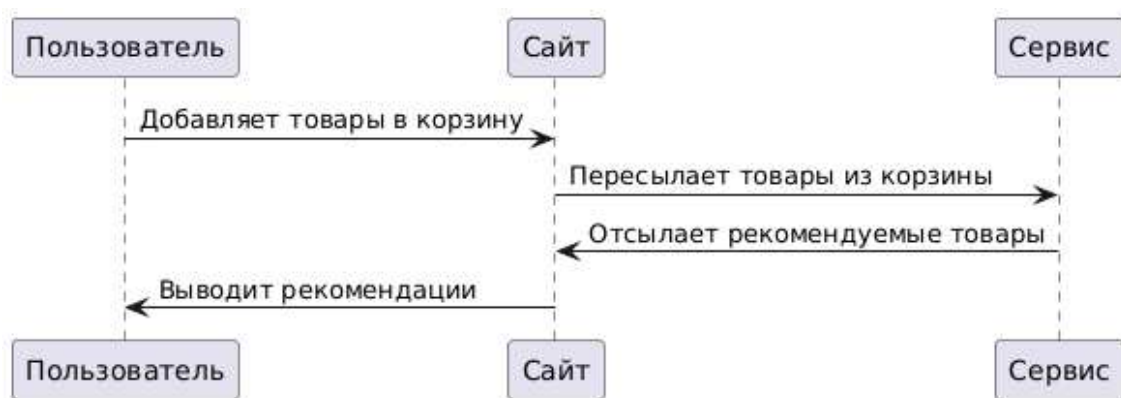 Пользователь Сайт Сервис
Добавляет товары в корзину
Пересылает товары из корзины
Отсылает рекомендуемые товары
Выводит рекомендации
Пользователь Сайт Сервис